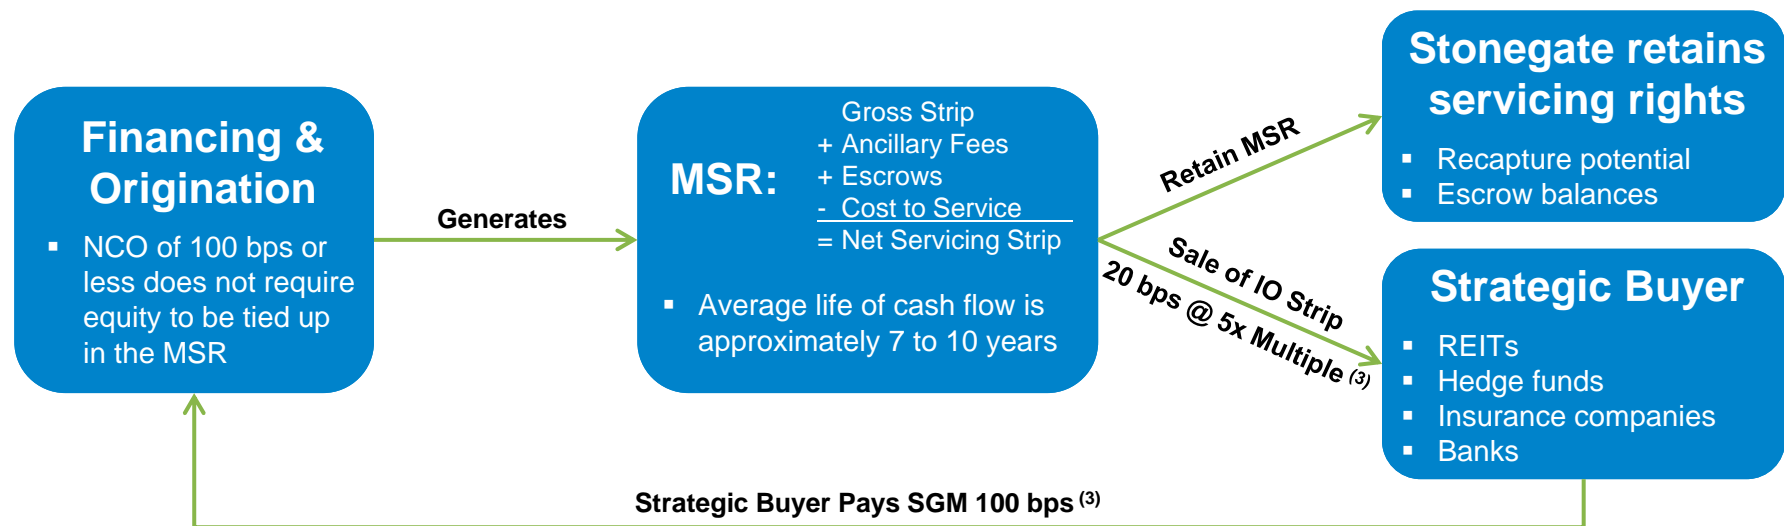 Financing &
Origination
▪ NCO of 100 bps or
less does not require
equity to be tied up
in the MSR
Generates
MSR:
Gross Strip
+ Ancillary Fees
+ Escrows
- Cost to Service
= Net Servicing Strip
▪ Average life of cash flow is
approximately 7 to 10 years
Retain MSR
Sale of IO Strip
20 bps @ 5x Multiple (3)
Stonegate retains
servicing rights
▪ Recapture potential
▪ Escrow balances
Strategic Buyer
▪ REITs
▪ Hedge funds
▪ Insurance companies
▪ Banks
Strategic Buyer Pays SGM 100 bps (3)